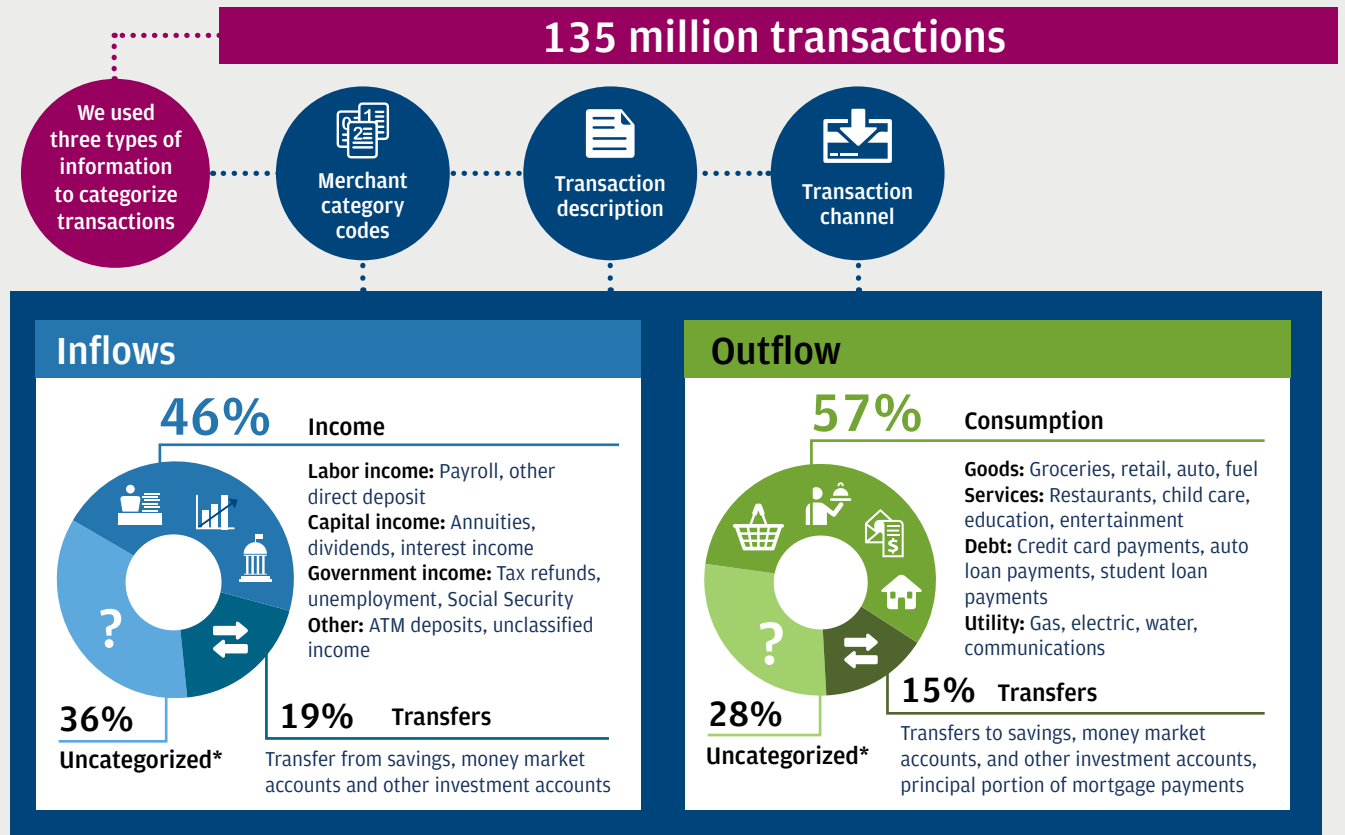 135 million transactions
We used
three types of
information
to categorize
transactions
Merchant
category
codes
Transaction
description
Transaction
channel
Inflows
46% Income
Labor income: Payroll, other
direct deposit
Capital income: Annuities,
dividends, interest income
Government income: Tax refunds,
unemployment, Social Security
Other: ATM deposits, unclassified
income
?
36%
Uncategorized*
19% Transfers
Transfer from savings, money market
accounts and other investment accounts
Outflow
57% Consumption
Goods: Groceries, retail, auto, fuel
Services: Restaurants, child care,
education, entertainment
Debt: Credit card payments, auto
loan payments, student loan
payments
Utility: Gas, electric, water,
communications
$
?
28%
Uncategorized*
15% Transfers
Transfers to savings, money market
accounts, and other investment accounts,
principal portion of mortgage payments